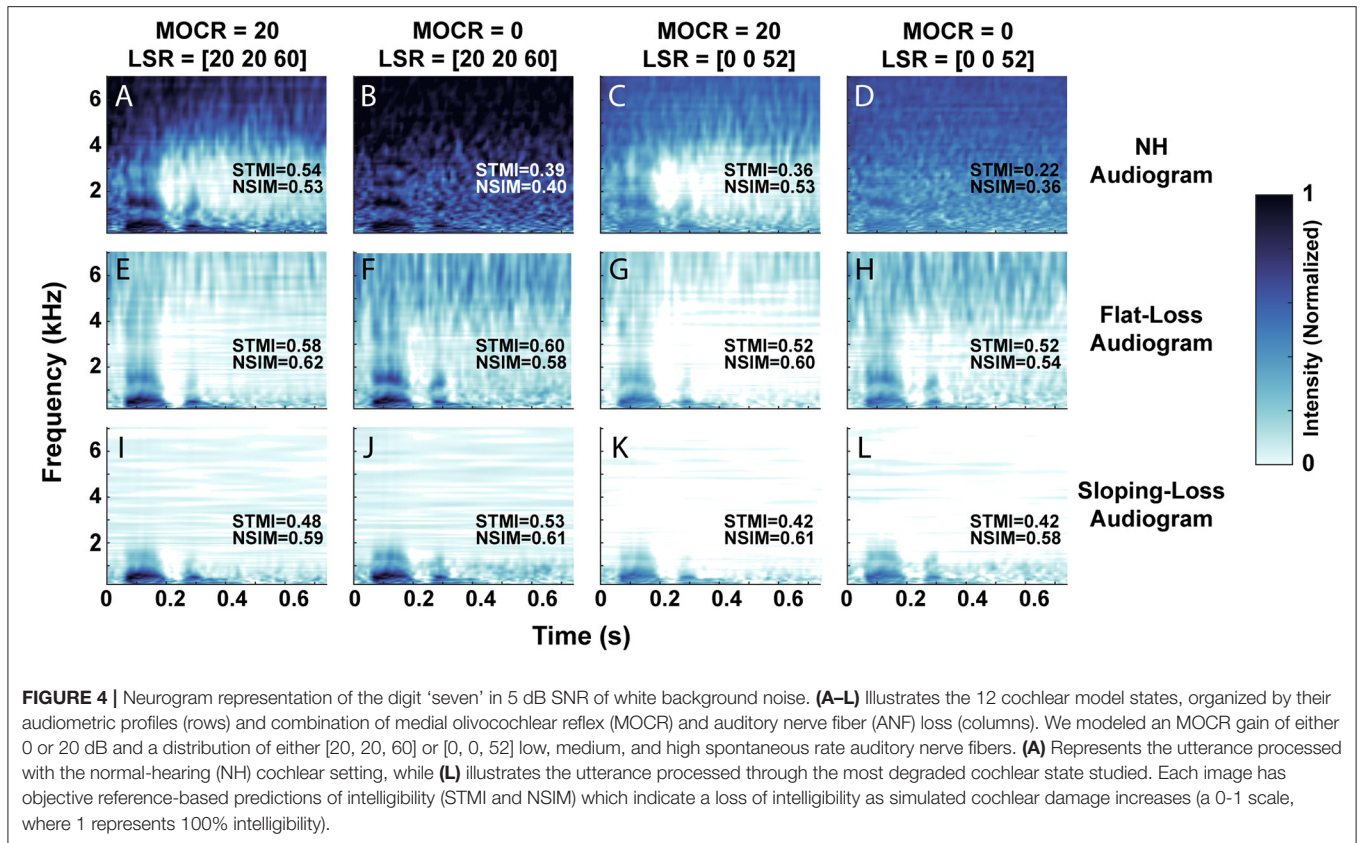 MOCR = 20
LSR = [20 20 60]
MOCR = 0
LSR = [20 20 60]
MOCR = 20
LSR = [0 0 52]
MOCR = 0
LSR = [0 0 52]
6
4
2
A
STMI=0.54
NSIM=0.53
B
STMI=0.39
NSIM=0.40
C
STMI=0.36
NSIM=0.53
D
STMI=0.22
NSIM=0.36
NH
Audiogram
6
4
2
E
STMI=0.58
NSIM=0.62
F
STMI=0.60
NSIM=0.58
G
STMI=0.52
NSIM=0.60
H
STMI=0.52
NSIM=0.54
Flat-Loss
Audiogram
6
4
2
I
STMI=0.48
NSIM=0.59
J
STMI=0.53
NSIM=0.61
K
STMI=0.42
NSIM=0.61
L
STMI=0.42
NSIM=0.58
Sloping-Loss
Audiogram
Frequency (kHz)
1
0
Intensity (Normalized)
0 0.2 0.4 0.6
0 0.2 0.4 0.6
0 0.2 0.4 0.6
0 0.2 0.4 0.6
Time (s)
FIGURE 4 | Neurogram representation of the digit ‘seven’ in 5 dB SNR of white background noise. (A–L) Illustrates the 12 cochlear model states, organized by their
audiometric profiles (rows) and combination of medial olivocochlear reflex (MOCR) and auditory nerve fiber (ANF) loss (columns). We modeled an MOCR gain of either
0 or 20 dB and a distribution of either [20, 20, 60] or [0, 0, 52] low, medium, and high spontaneous rate auditory nerve fibers. (A) Represents the utterance processed
with the normal-hearing (NH) cochlear setting, while (L) illustrates the utterance processed through the most degraded cochlear state studied. Each image has
objective reference-based predictions of intelligibility (STMI and NSIM) which indicate a loss of intelligibility as simulated cochlear damage increases (a 0-1 scale,
where 1 represents 100% intelligibility).